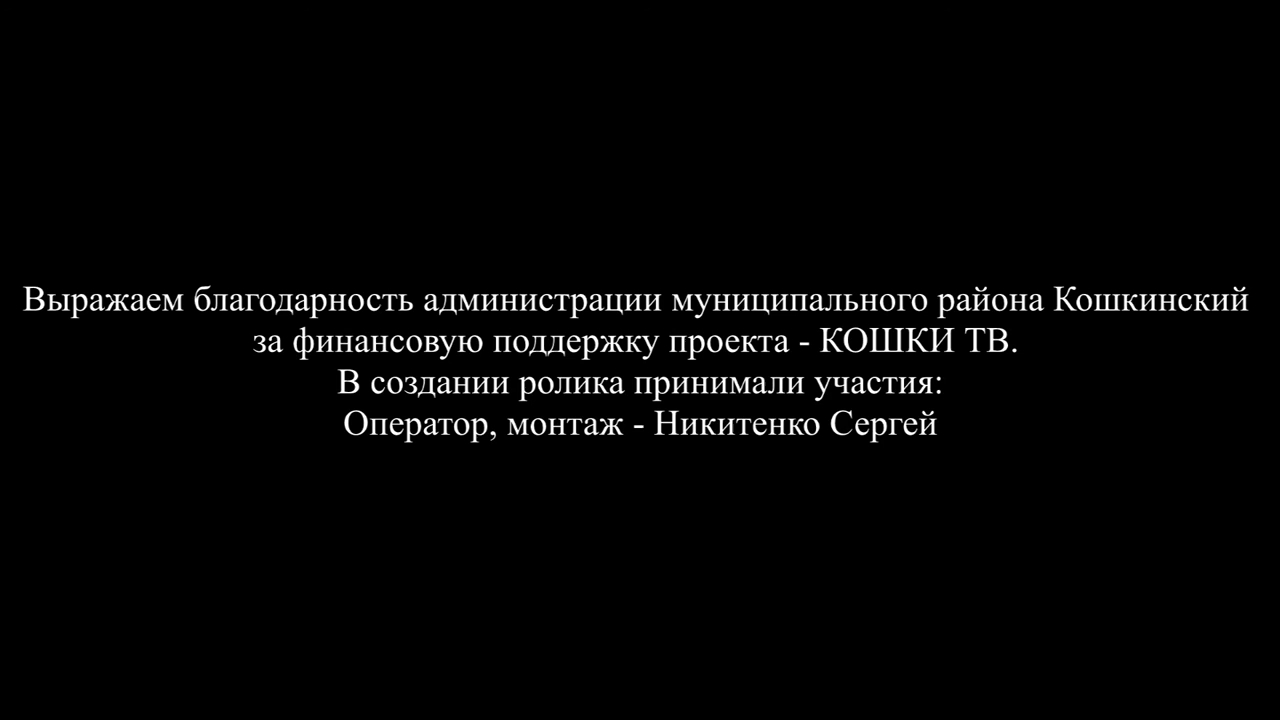 Выражаем благодарность администрации муниципального района Кошкинский
за финансовую поддержку проекта - КОШКИ ТВ.
В создании ролика принимали участия:
Оператор, монтаж - Никитенко Сергей